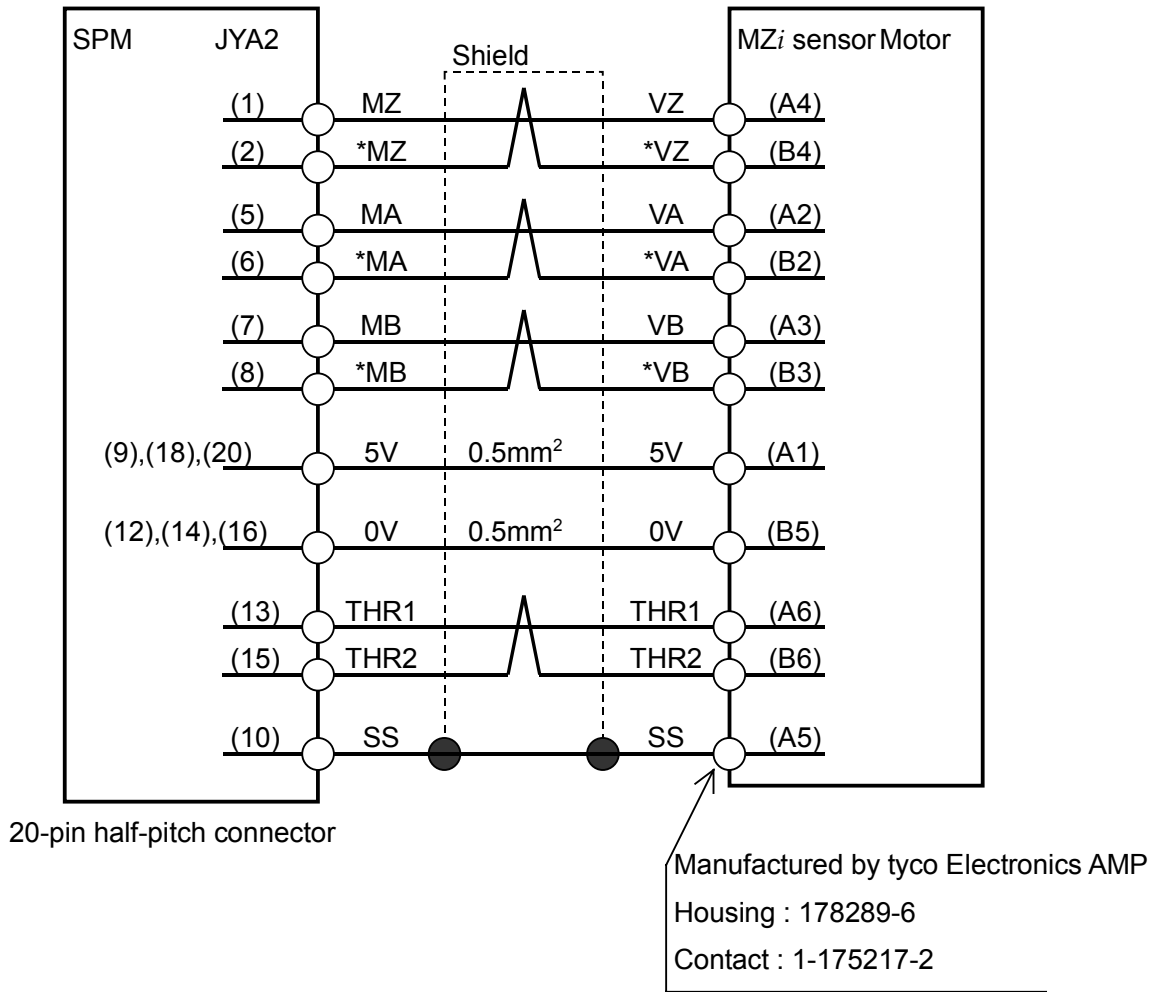 SPM JYA2 MZi sensor Motor
Shield
(1) MZ VZ (A4)
(2) *MZ *VZ (B4)
(5) MA VA (A2)
(6) *MA *VA (B2)
(7) MB VB (A3)
(8) *MB *VB (B3)
(9),(18),(20) 5V 0.5mm² 5V (A1)
(12),(14),(16) 0V 0.5mm² 0V (B5)
(13) THR1 THR1 (A6)
(15) THR2 THR2 (B6)
(10) SS SS (A5)
20-pin half-pitch connector
Manufactured by tyco Electronics AMP
Housing : 178289-6
Contact : 1-175217-2